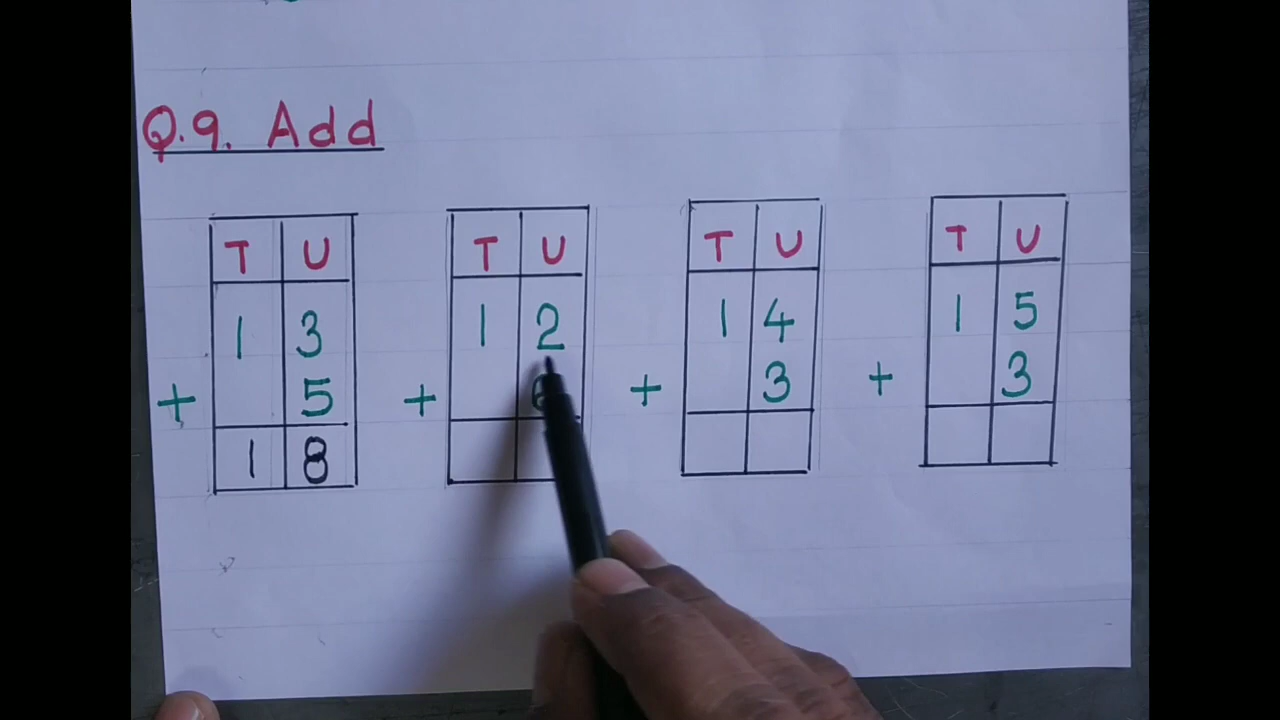 Q.9. Add
T U T U T U T U
1 3 1 2 1 4 1 5
+ 5 + + 3 + 3
1 8